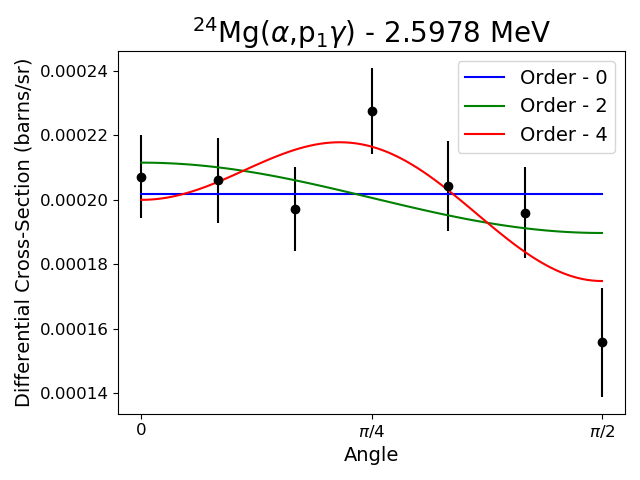 ²⁴Mg(α,p₁γ) - 2.5978 MeV
Differential Cross-Section (barns/sr)
0.00024
0.00022
0.00020
0.00018
0.00016
0.00014
Order - 0
Order - 2
Order - 4
0
π/4
π/2
Angle